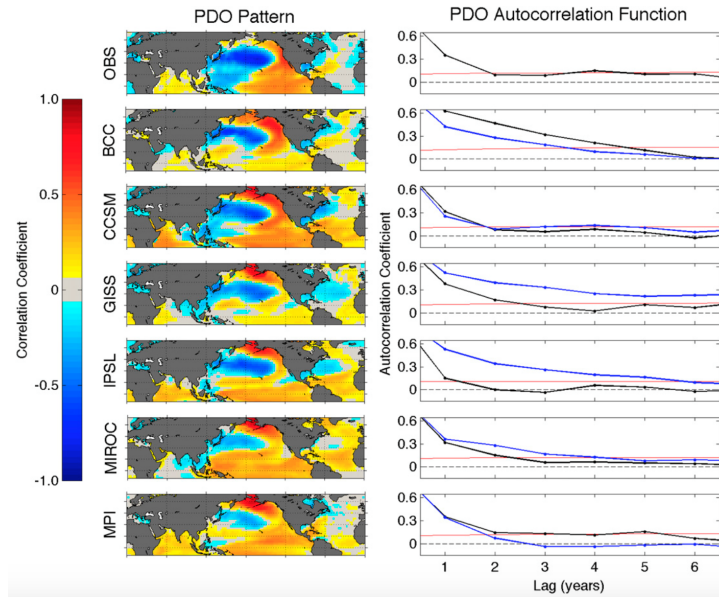 PDO Pattern
PDO Autocorrelation Function
Correlation Coefficient
1.0
0.5
0
-0.5
-1.0
OBS
BCC
CCSM
GISS
IPSL
MIROC
MPI
Autocorrelation Coefficient
0.6
0.3
0
0.6
0.3
0
0.6
0.3
0
0.6
0.3
0
0.6
0.3
0
0.6
0.3
0
0.6
0.3
0
1 2 3 4 5 6
Lag (years)